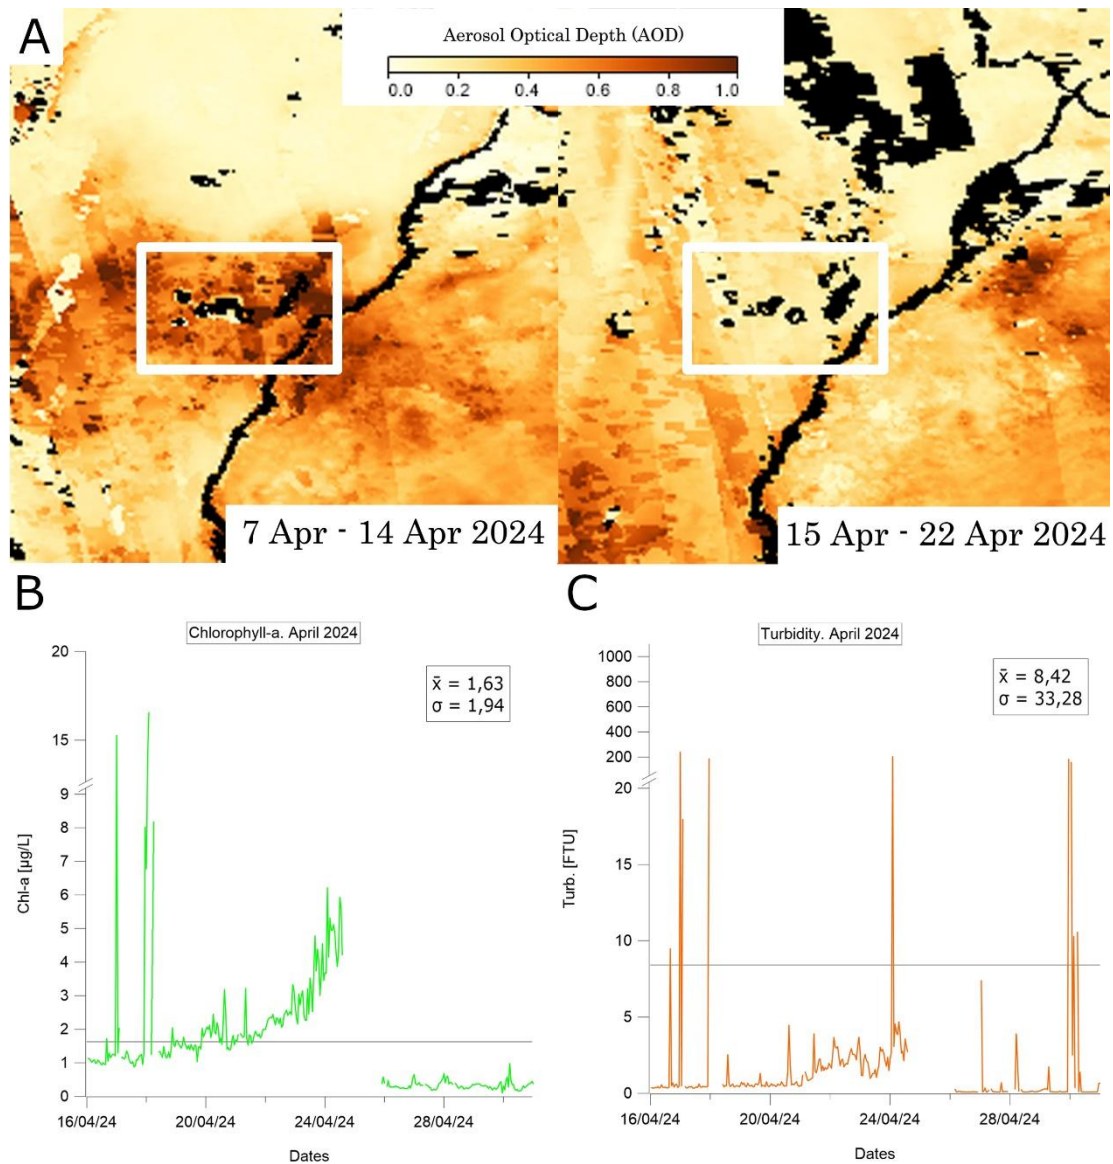 A
Aerosol Optical Depth (AOD)
0.0 0.2 0.4 0.6 0.8 1.0
7 Apr - 14 Apr 2024
15 Apr - 22 Apr 2024
B
Chlorophyll-a. April 2024
x̄ = 1,63
σ = 1,94
20
15
9
8
7
6
5
4
3
2
1
0
Chl-a [µg/L]
16/04/24 20/04/24 24/04/24 28/04/24
Dates
C
Turbidity. April 2024
x̄ = 8,42
σ = 33,28
1000
800
600
400
200
20
15
10
5
0
Turb. [FTU]
16/04/24 20/04/24 24/04/24 28/04/24
Dates